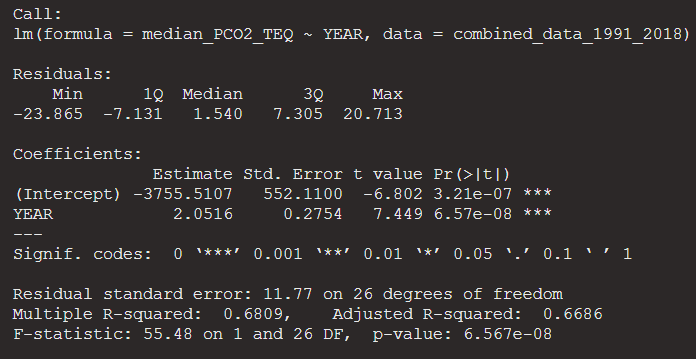 Call:
lm(formula = median_PCO2_TEQ ~ YEAR, data = combined_data_1991_2018)
Residuals:
Min 1Q Median 3Q Max
-23.865 -7.131 1.540 7.305 20.713
Coefficients:
Estimate Std. Error t value Pr(>|t|)
(Intercept) -3755.5107 552.1100 -6.802 3.21e-07 ***
YEAR 2.0516 0.2754 7.449 6.57e-08 ***
---
Signif. codes: 0 ‘***’ 0.001 ‘**’ 0.01 ‘*’ 0.05 ‘.’ 0.1 ‘ ’ 1
Residual standard error: 11.77 on 26 degrees of freedom
Multiple R-squared: 0.6809, Adjusted R-squared: 0.6686
F-statistic: 55.48 on 1 and 26 DF, p-value: 6.567e-08